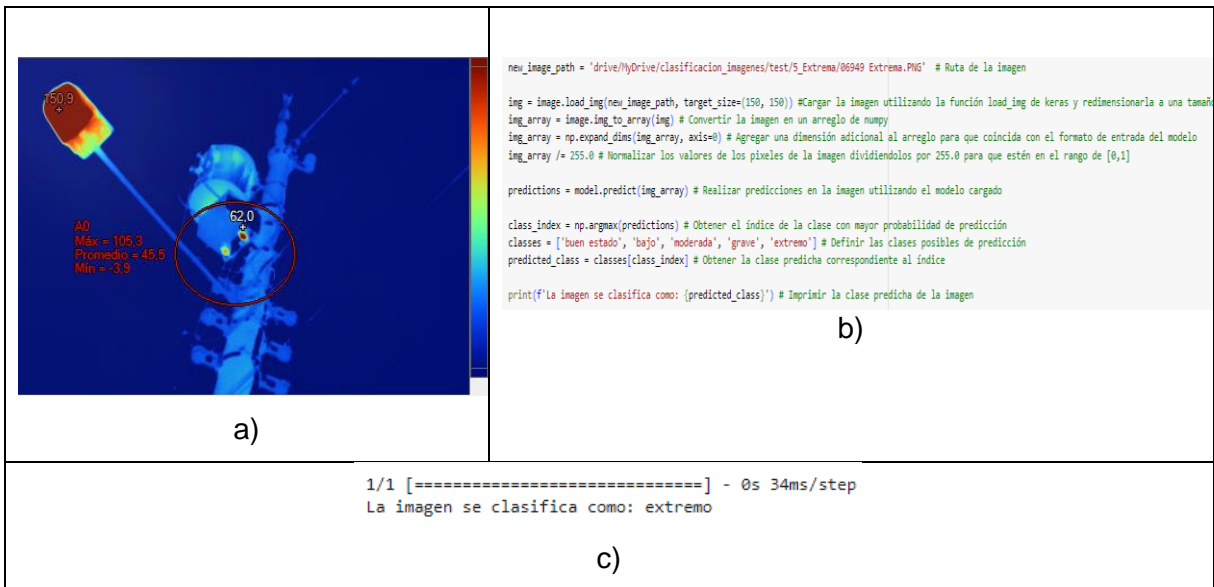 150,9
62,0
A0
Máx = 105,3
Promedio = 45,5
Mín = -3,9
a)
new_image_path = 'drive/MyDrive/clasificacion_imagenes/test/5_Extrema/06949 Extrema.PNG' # Ruta de la imagen
img = image.load_img(new_image_path, target_size=(150, 150)) #Cargar la imagen utilizando la función load_img de keras y redimensionarla a una tamaño
img_array = image.img_to_array(img) # Convertir la imagen en un arreglo de numpy
img_array = np.expand_dims(img_array, axis=0) # Agregar una dimensión adicional al arreglo para que coincida con el formato de entrada del modelo
img_array /= 255.0 # Normalizar los valores de los pixeles de la imagen dividiendolos por 255.0 para que estén en el rango de [0,1]
predictions = model.predict(img_array) # Realizar predicciones en la imagen utilizando el modelo cargado
class_index = np.argmax(predictions) # Obtener el índice de la clase con mayor probabilidad de predicción
classes = ['buen estado', 'bajo', 'moderada', 'grave', 'extremo'] # Definir las clases posibles de predicción
predicted_class = classes[class_index] # Obtener la clase predicha correspondiente al índice
print(f'La imagen se clasifica como: {predicted_class}') # Imprimir la clase predicha de la imagen
b)
1/1 [==============================] - 0s 34ms/step
La imagen se clasifica como: extremo
c)